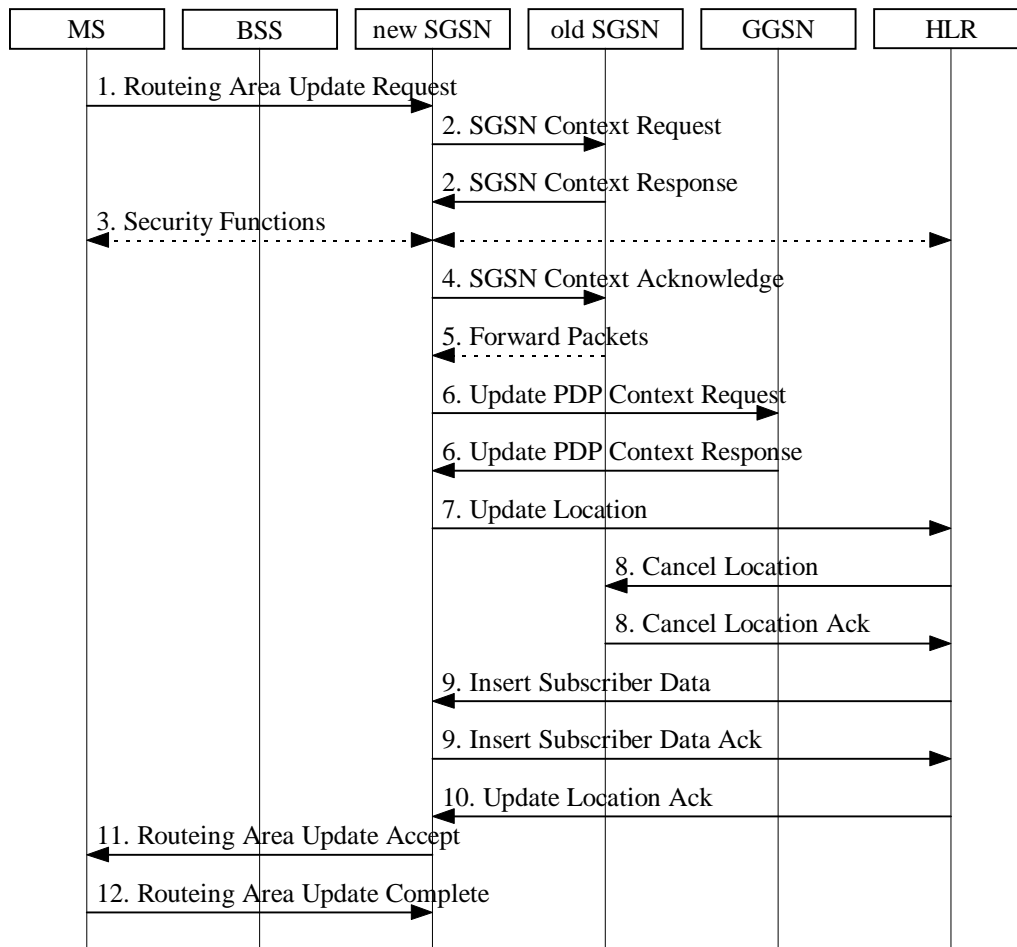 MS
BSS
new SGSN
old SGSN
GGSN
HLR
1. Routeing Area Update Request
2. SGSN Context Request
2. SGSN Context Response
3. Security Functions
4. SGSN Context Acknowledge
5. Forward Packets
6. Update PDP Context Request
6. Update PDP Context Response
7. Update Location
8. Cancel Location
8. Cancel Location Ack
9. Insert Subscriber Data
9. Insert Subscriber Data Ack
10. Update Location Ack
11. Routeing Area Update Accept
12. Routeing Area Update Complete